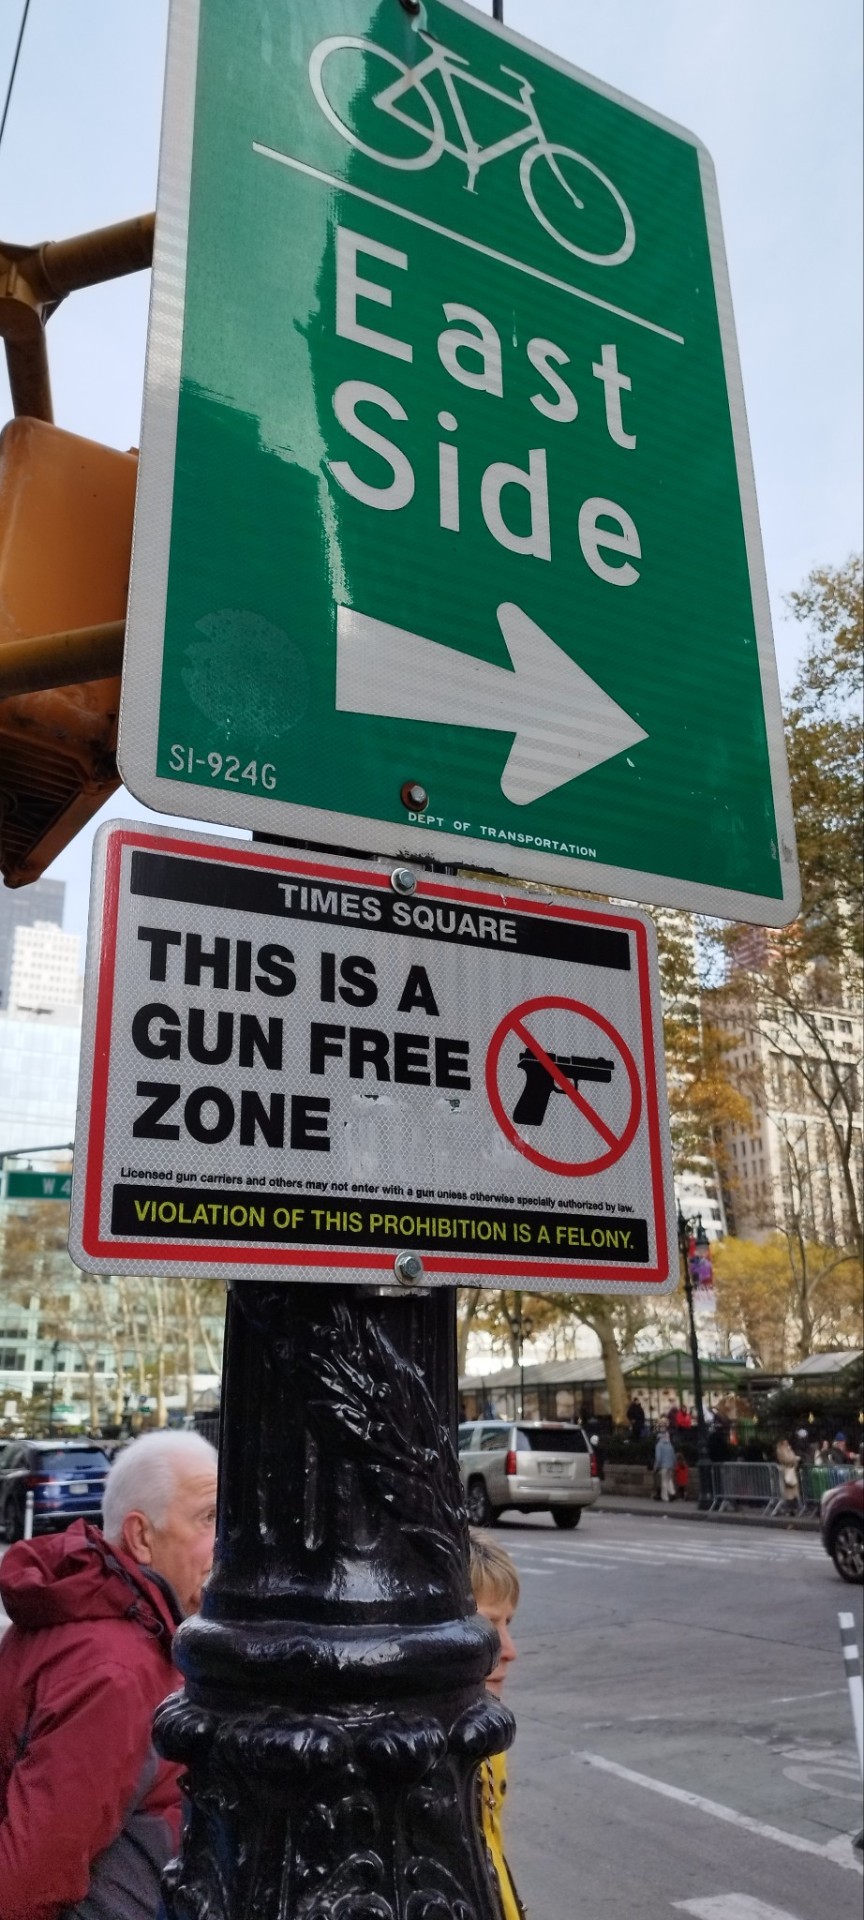 East
Side
SI-924G
DEPT OF TRANSPORTATION
TIMES SQUARE
THIS IS A
GUN FREE
ZONE
Licensed gun carriers and others may not enter with a gun unless otherwise specially authorized by law.
VIOLATION OF THIS PROHIBITION IS A FELONY.
W 4